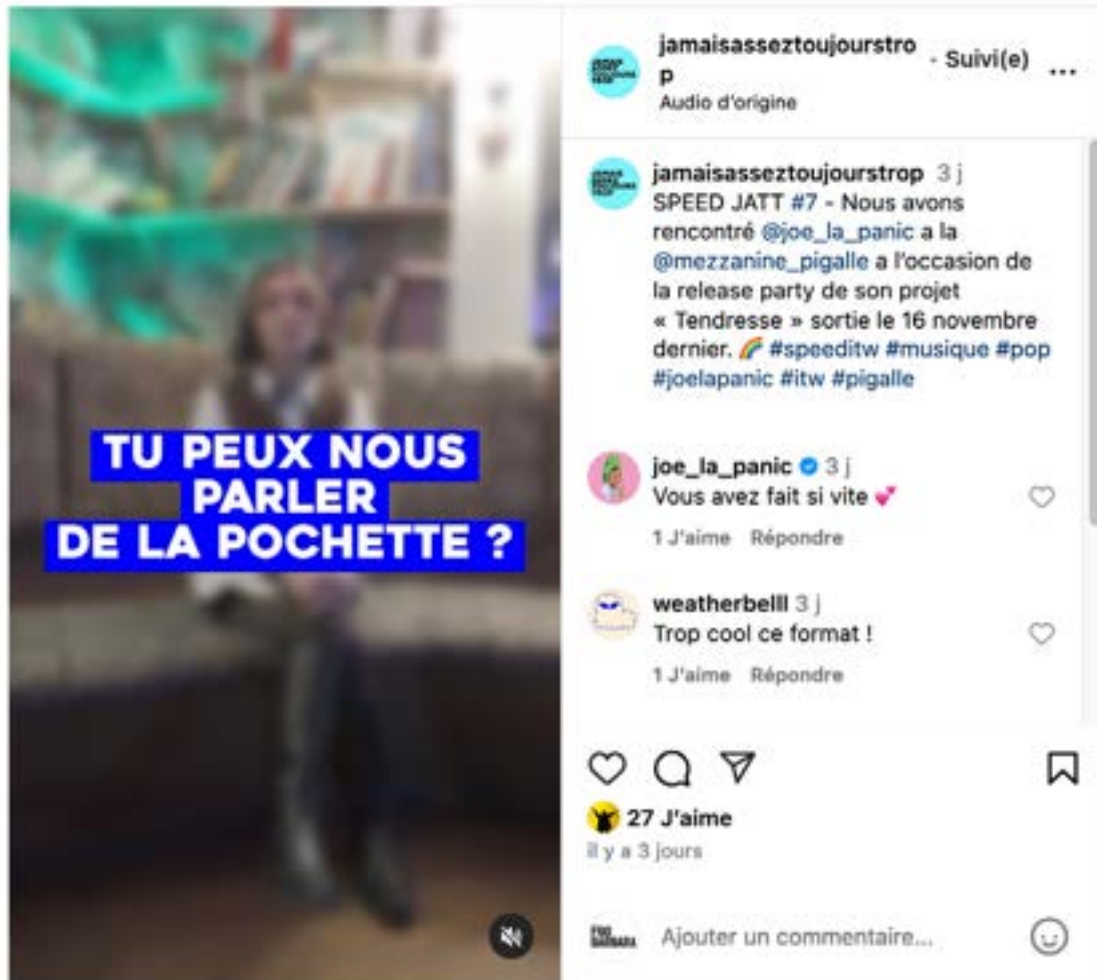 TU PEUX NOUS
PARLER
DE LA POCHETTE ?
jamaisasseztoujourstro
p
· Suivi(e)
...
Audio d'origine
jamaisasseztoujourstrop 3 j
SPEED JATT #7 - Nous avons
rencontré @joe_la_panic a la
@mezzanine_pigalle a l'occasion de
la release party de son projet
« Tendresse » sortie le 16 novembre
dernier. 🌈 #speeditw #musique #pop
#joelapanic #itw #pigalle
joe_la_panic 3 j
Vous avez fait si vite 💕
1 J'aime Répondre
weatherbelll 3 j
Trop cool ce format !
1 J'aime Répondre
27 J'aime
il y a 3 jours
Ajouter un commentaire...